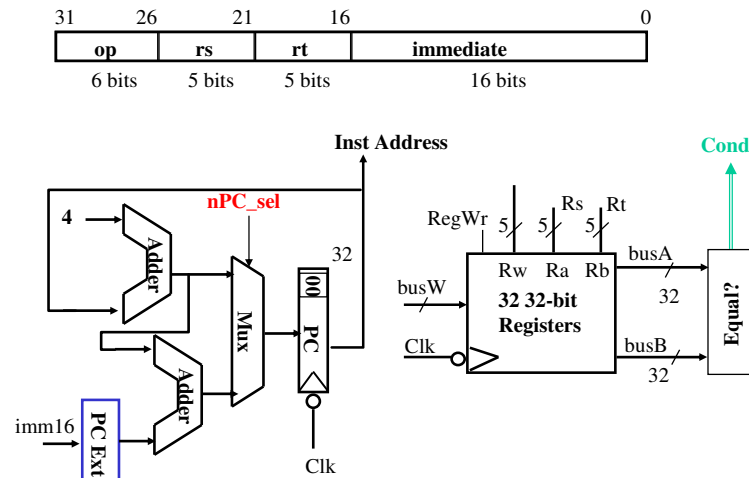 31 26 21 16 0
op rs rt immediate
6 bits 5 bits 5 bits 16 bits
Inst Address
Cond
nPC_sel
4
Adder
32
Mux
00
PC
Adder
imm16
PC Ext
Clk
Rs Rt
RegWr 5 5 5
busA
Rw Ra Rb
32
busW
32 32-bit
Registers
Equal?
Clk
busB
32